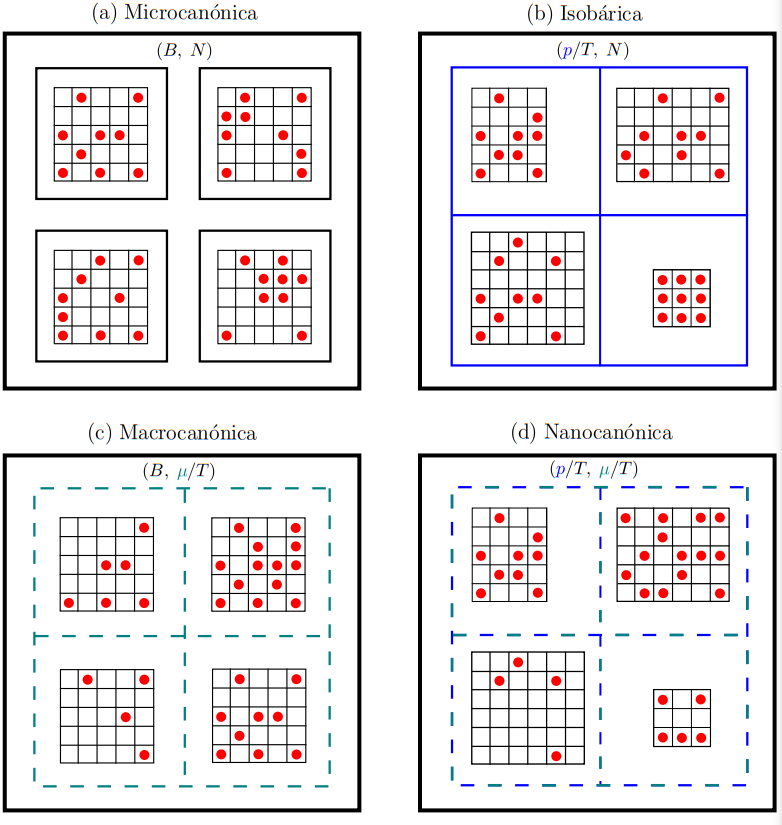 (a) Microcanónica
(B, N)
(b) Isobárica
(p/T, N)
(c) Macrocanónica
(B, μ/T)
(d) Nanocanónica
(p/T, μ/T)